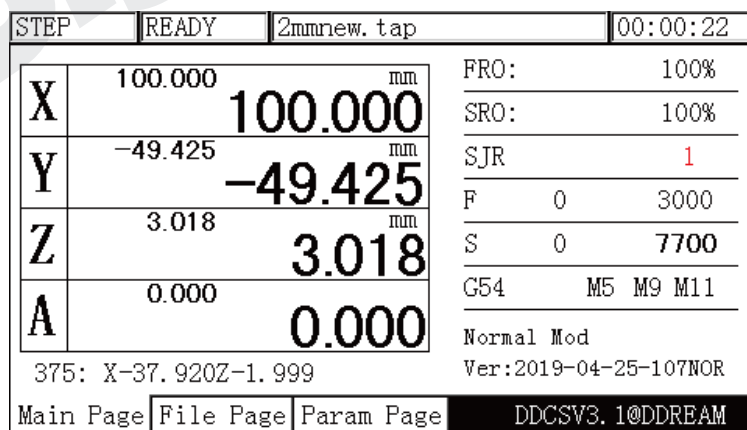 STEP READY 2mmnew.tap 00:00:22
X 100.000 mm 100.000
Y -49.425 mm -49.425
Z 3.018 mm 3.018
A 0.000 0.000
375: X-37.920Z-1.999
FRO: 100%
SRO: 100%
SJR 1
F 0 3000
S 0 7700
G54 M5 M9 M11
Normal Mod
Ver:2019-04-25-107NOR
Main Page File Page Param Page DDCSV3.1@DDREAM